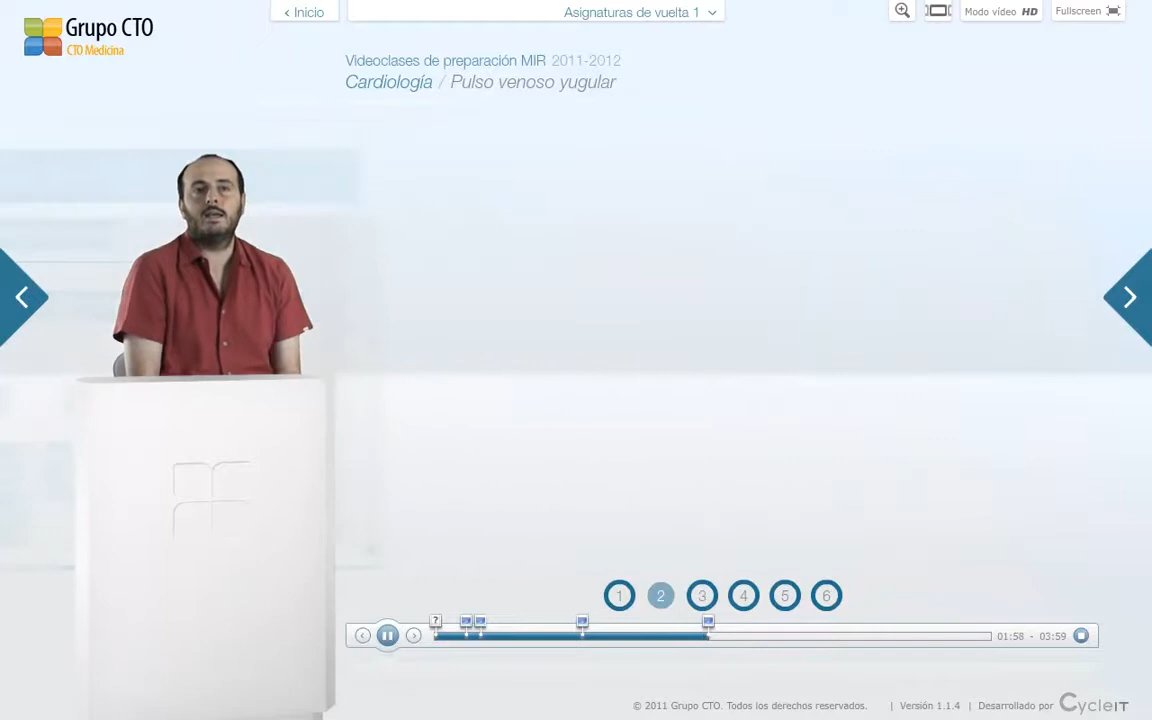 Grupo CTO
CTO Medicina
‹ Inicio
Asignaturas de vuelta 1
Modo vídeo HD
Fullscreen
Videoclases de preparación MIR 2011-2012
Cardiología / Pulso venoso yugular
1 2 3 4 5 6
?
01:58 - 03:59
© 2011 Grupo CTO. Todos los derechos reservados. | Versión 1.1.4 | Desarrollado por CycleIT